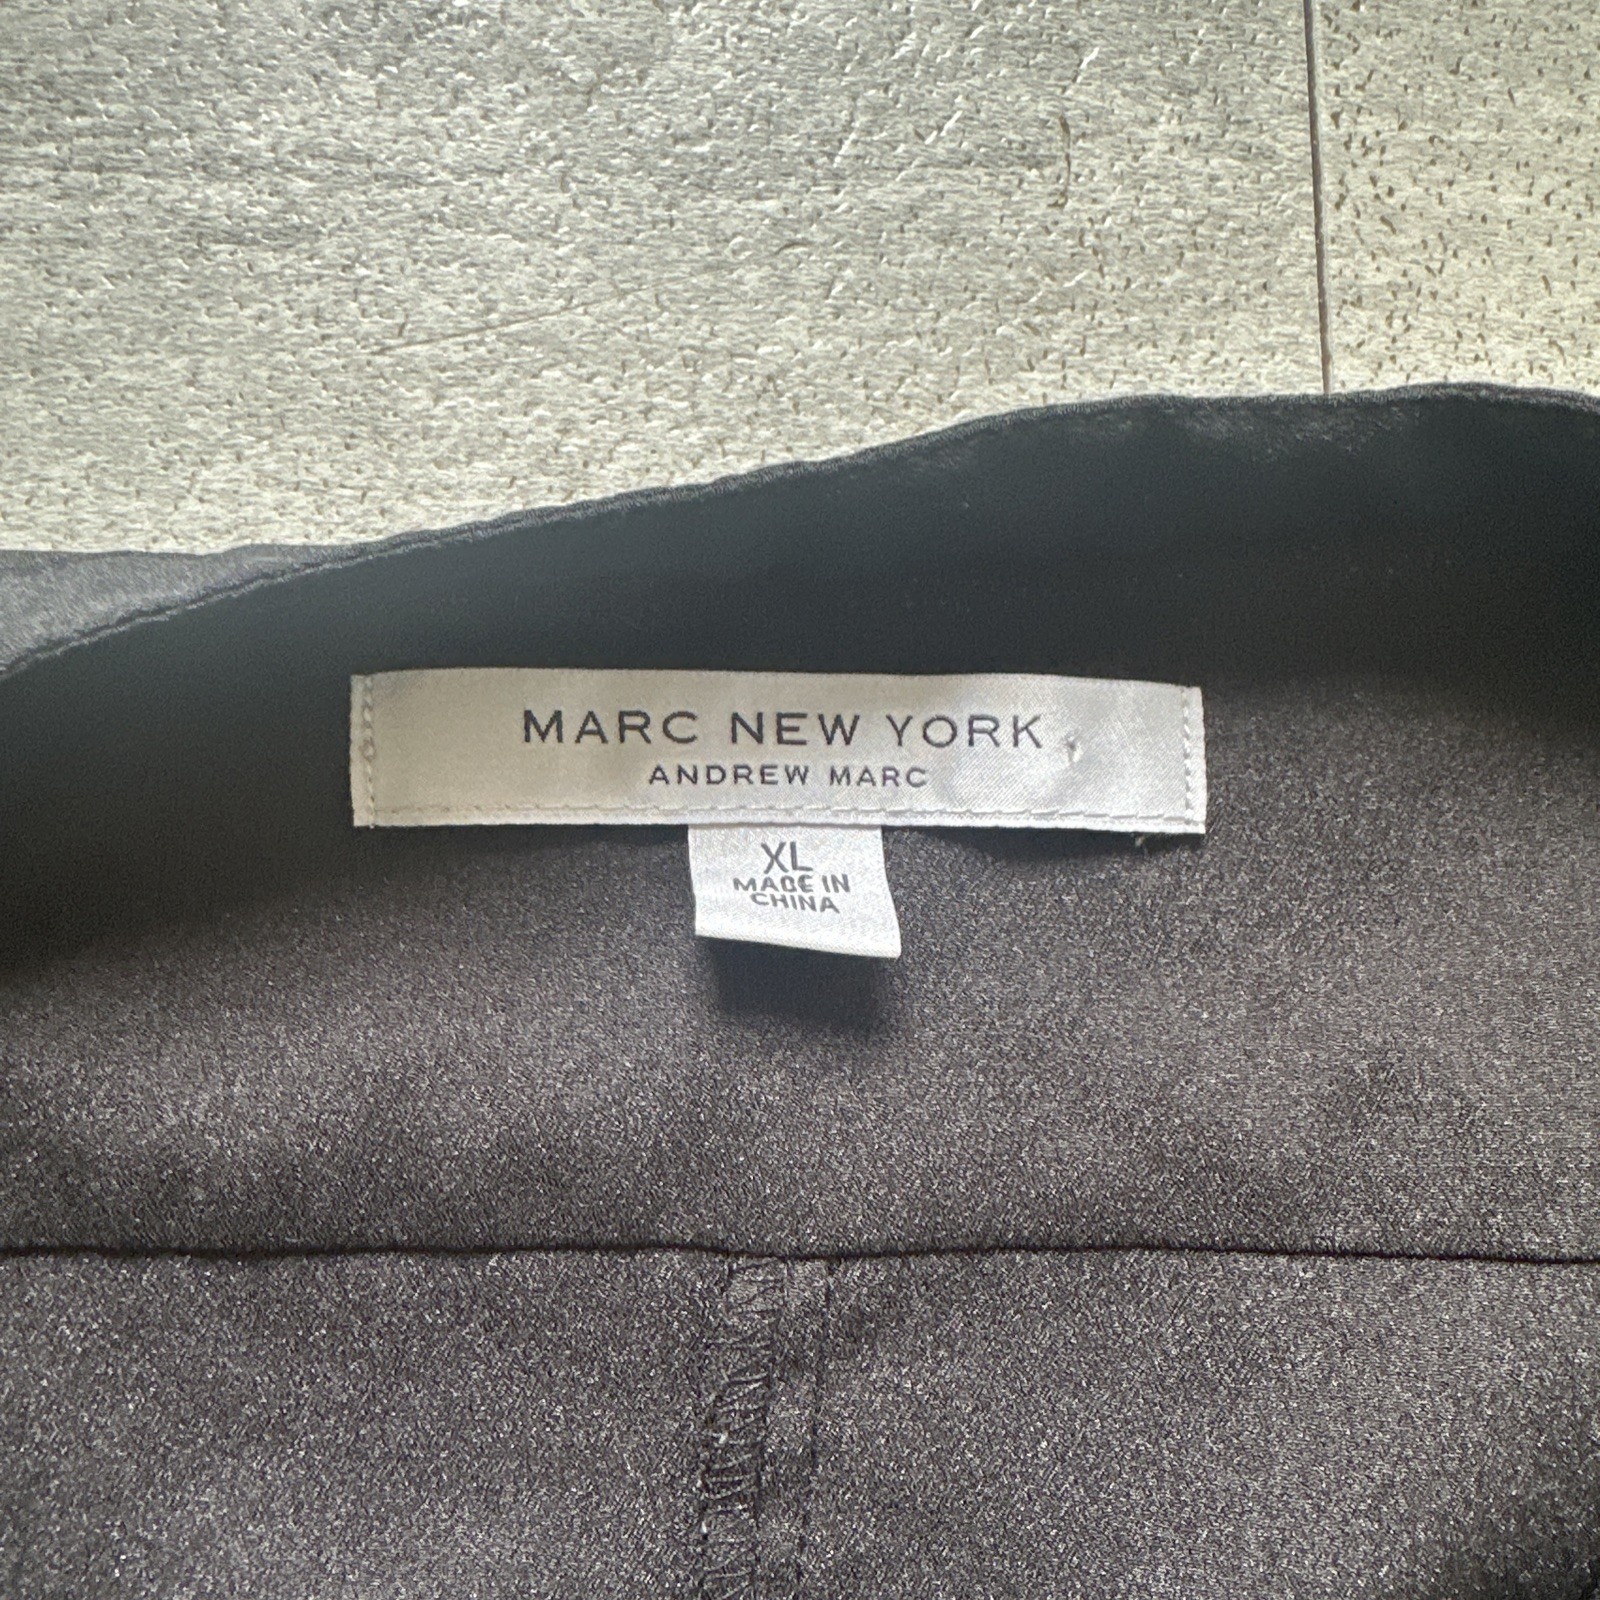 MARC NEW YORK
ANDREW MARC
XL
MADE IN
CHINA